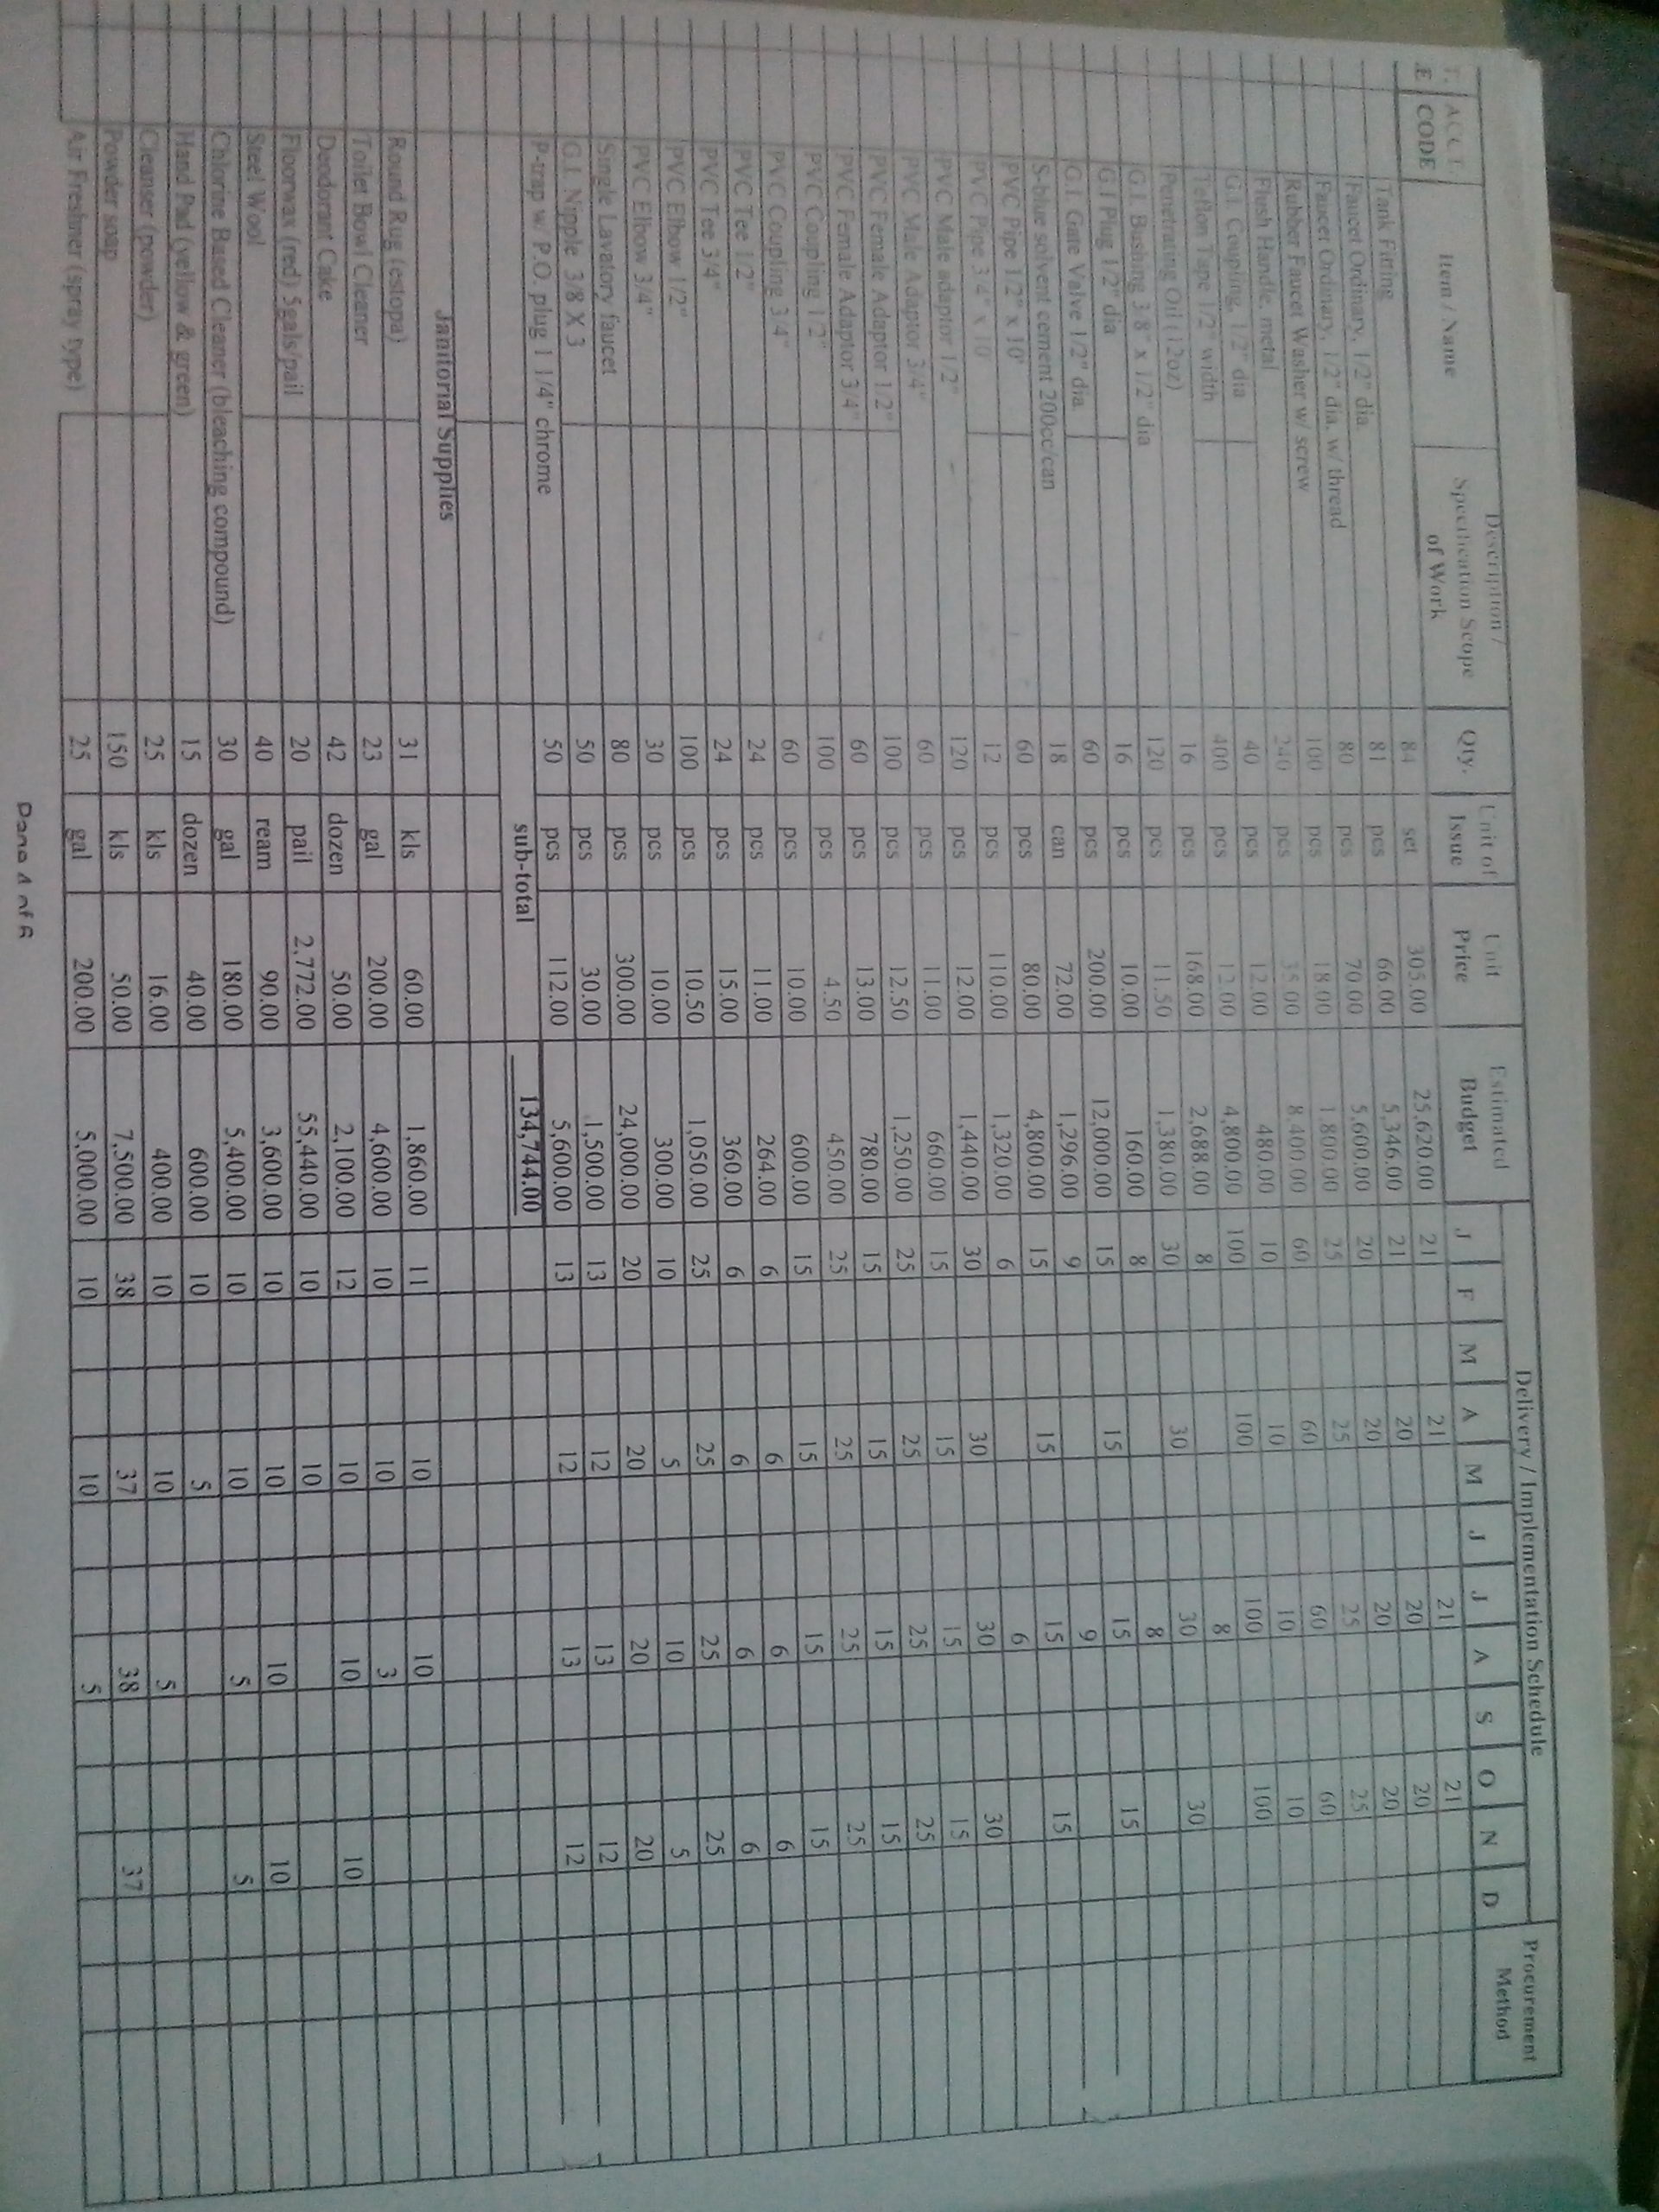 Delivery / Implementation Schedule
ACCT. CODE Item / Name Description / Specification Scope of Work Qty. Unit of Issue Unit Price Estimated Budget J F M A M J J A S O N D Procurement Method
Tank Fitting 84 set 305.00 25,620.00 21 21 21 21
Faucet Ordinary, 1/2" dia. 81 pcs 66.00 5,346.00 21 20 20 20
Faucet Ordinary, 1/2" dia. w/ thread 80 pcs 70.00 5,600.00 20 20 20 20
Rubber Faucet Washer w/ screw 100 pcs 18.00 1,800.00 25 25 25 25
Flush Handle, metal 240 pcs 35.00 8,400.00 60 60 60 60
G.I. Coupling, 1/2" dia 40 pcs 12.00 480.00 10 10 10 10
Teflon Tape 1/2" width 400 pcs 12.00 4,800.00 100 100 100 100
Penetrating Oil (12oz) 16 pcs 168.00 2,688.00 8 8
G.I. Bushing 3/8" x 1/2" dia 120 pcs 11.50 1,380.00 30 30 30 30
G.I Plug 1/2" dia 16 pcs 10.00 160.00 8 8
G.I. Gate Valve 1/2" dia. 60 pcs 200.00 12,000.00 15 15 15 15
S-blue solvent cement 200cc/can 18 can 72.00 1,296.00 9 9
PVC Pipe 1/2" x 10' 60 pcs 80.00 4,800.00 15 15 15 15
PVC Pipe 3/4" x 10' 12 pcs 110.00 1,320.00 6 6
PVC Male adaptor 1/2" 120 pcs 12.00 1,440.00 30 30 30 30
PVC Male Adaptor 3/4" 60 pcs 11.00 660.00 15 15 15 15
PVC Female Adaptor 1/2" 100 pcs 12.50 1,250.00 25 25 25 25
PVC Female Adaptor 3/4" 60 pcs 13.00 780.00 15 15 15 15
PVC Coupling 1/2" 100 pcs 4.50 450.00 25 25 25 25
PVC Coupling 3/4" 60 pcs 10.00 600.00 15 15 15 15
PVC Tee 1/2" 24 pcs 11.00 264.00 6 6 6 6
PVC Tee 3/4" 24 pcs 15.00 360.00 6 6 6 6
PVC Elbow 1/2" 100 pcs 10.50 1,050.00 25 25 25 25
PVC Elbow 3/4" 30 pcs 10.00 300.00 10 5 10 5
Single Lavatory faucet 80 pcs 300.00 24,000.00 20 20 20 20
G.I. Nipple 3/8 X 3 50 pcs 30.00 1,500.00 13 12 13 12
P-trap w/ P.O. plug 1 1/4" chrome 50 pcs 112.00 5,600.00 13 12 13 12
sub-total 134,744.00
Janitorial Supplies
Round Rug (estopa) 31 kls 60.00 1,860.00 11 10 10
Toilet Bowl Cleaner 23 gal 200.00 4,600.00 10 10 3
Deodorant Cake 42 dozen 50.00 2,100.00 12 10 10 10
Floorwax (red) 5gals/pail 20 pail 2,772.00 55,440.00 10 10
Steel Wool 40 ream 90.00 3,600.00 10 10 10 10
Chlorine Based Cleaner (bleaching compound) 30 gal 180.00 5,400.00 10 10 5 5
Hand Pad (yellow & green) 15 dozen 40.00 600.00 10 5
Cleanser (powder) 25 kls 16.00 400.00 10 10 5
Powder soap 150 kls 50.00 7,500.00 38 37 38 37
Air Freshner (spray type) 25 gal 200.00 5,000.00 10 10 5
Page 4 of 6